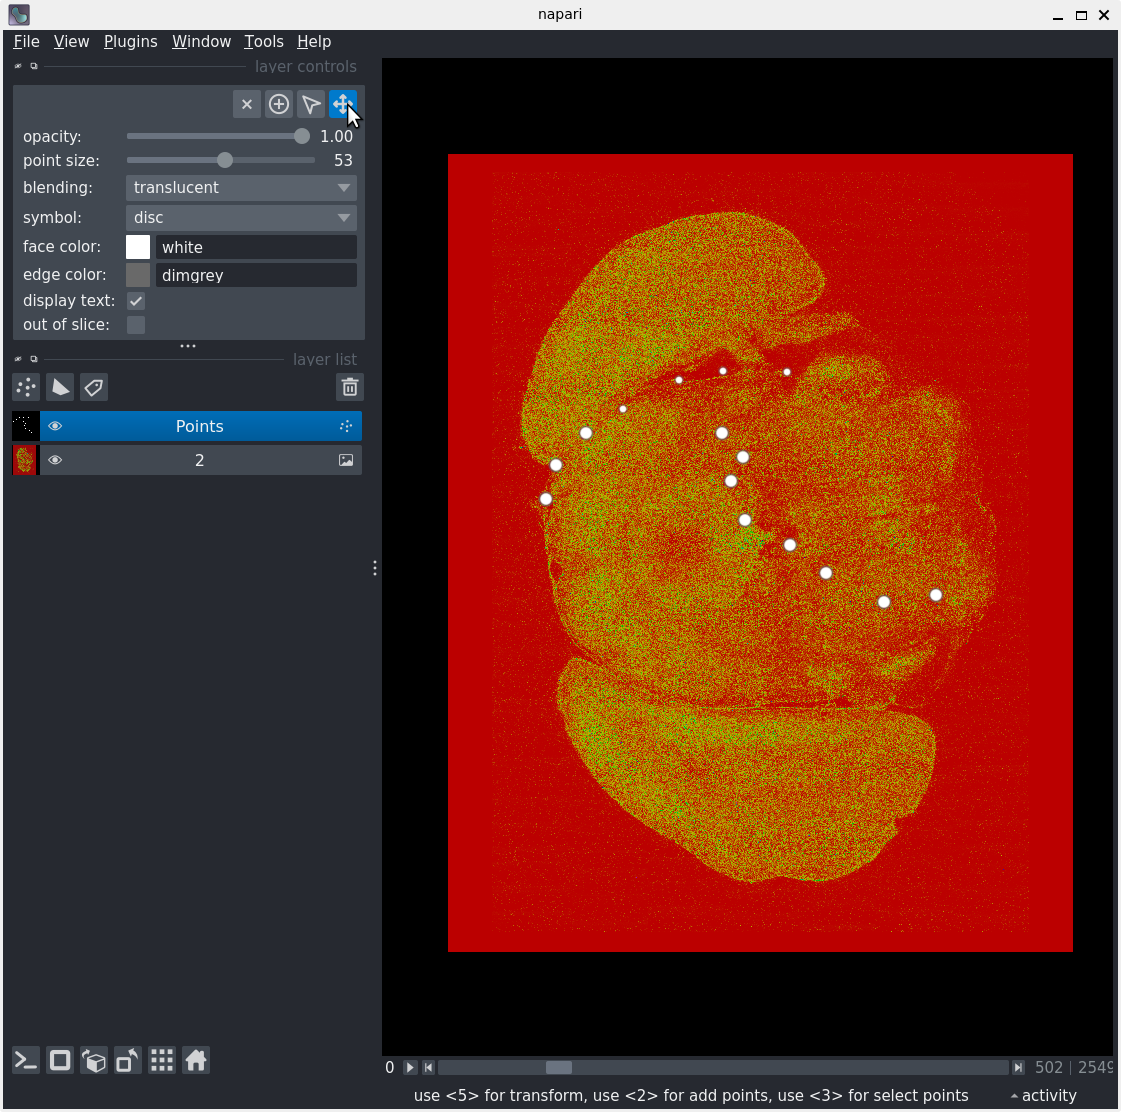 napari
File View Plugins Window Tools Help
layer controls
opacity: 1.00
point size: 53
blending: translucent
symbol: disc
face color: white
edge color: dimgrey
display text:
out of slice:
layer list
Points
2
0 502 | 2549
use <5> for transform, use <2> for add points, use <3> for select points activity